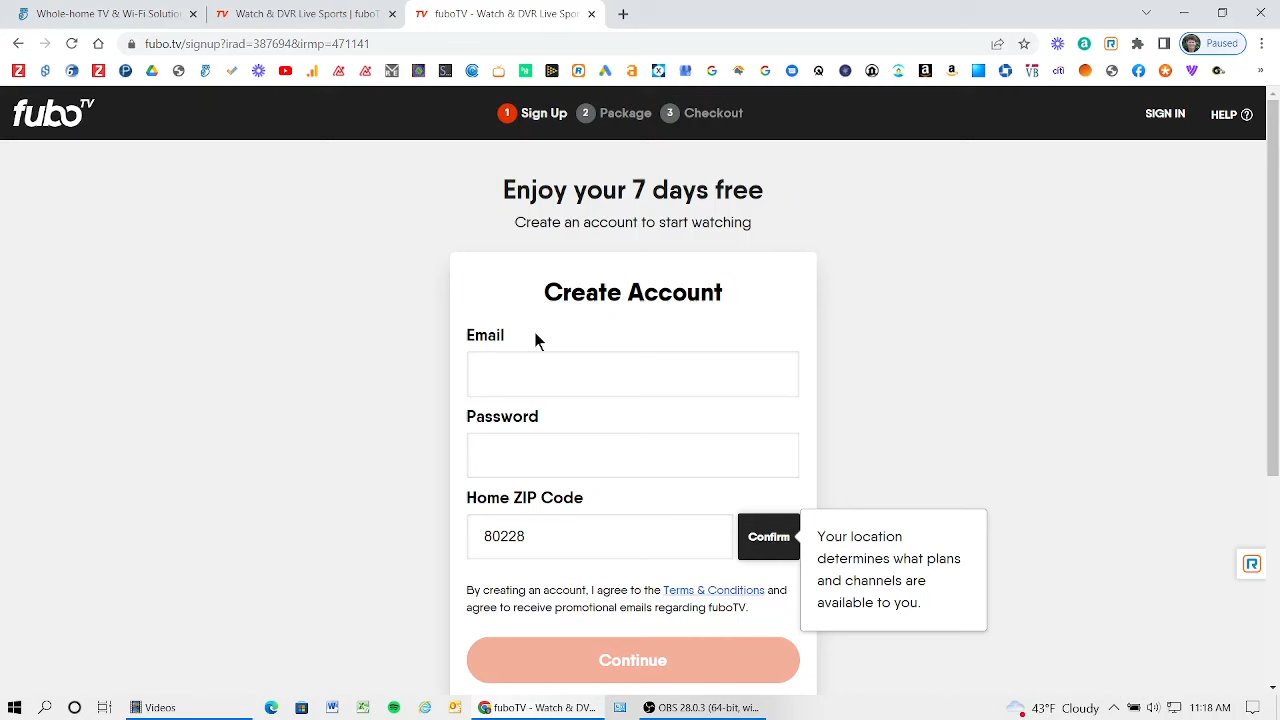 Whole-home TV & Wi-Fi Solution
Watch & DVR Live Sports | fuboT
fuboTV - Watch & DVR Live Spor
fubo.tv/signup?irad=387694&irmp=471141
Paused
fuboTV
1 Sign Up 2 Package 3 Checkout
SIGN IN HELP ?
Enjoy your 7 days free
Create an account to start watching
Create Account
Email
Password
Home ZIP Code
80228
Confirm
Your location
determines what plans
and channels are
available to you.
By creating an account, I agree to the Terms & Conditions and
agree to receive promotional emails regarding fuboTV.
Continue
Videos
fuboTV - Watch & DV...
OBS 28.0.3 (64-bit, wi...
43°F Cloudy
11:18 AM